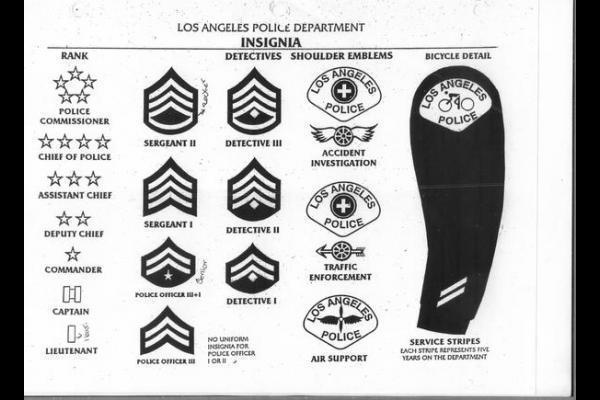 LOS ANGELES POLICE DEPARTMENT
INSIGNIA
RANK
DETECTIVES
SHOULDER EMBLEMS
BICYCLE DETAIL
POLICE
COMMISSIONER
CHIEF OF POLICE
ASSISTANT CHIEF
DEPUTY CHIEF
COMMANDER
CAPTAIN
LIEUTENANT
SERGEANT II
SERGEANT I
POLICE OFFICER III+I
POLICE OFFICER III
NO UNIFORM
INSIGNIA FOR
POLICE OFFICER
I OR II
DETECTIVE III
DETECTIVE II
DETECTIVE I
LOS ANGELES
POLICE
ACCIDENT
INVESTIGATION
LOS ANGELES
POLICE
TRAFFIC
ENFORCEMENT
LOS ANGELES
POLICE
AIR SUPPORT
LOS ANGELES
POLICE
SERVICE STRIPES
EACH STRIPE REPRESENTS FIVE
YEARS ON THE DEPARTMENT